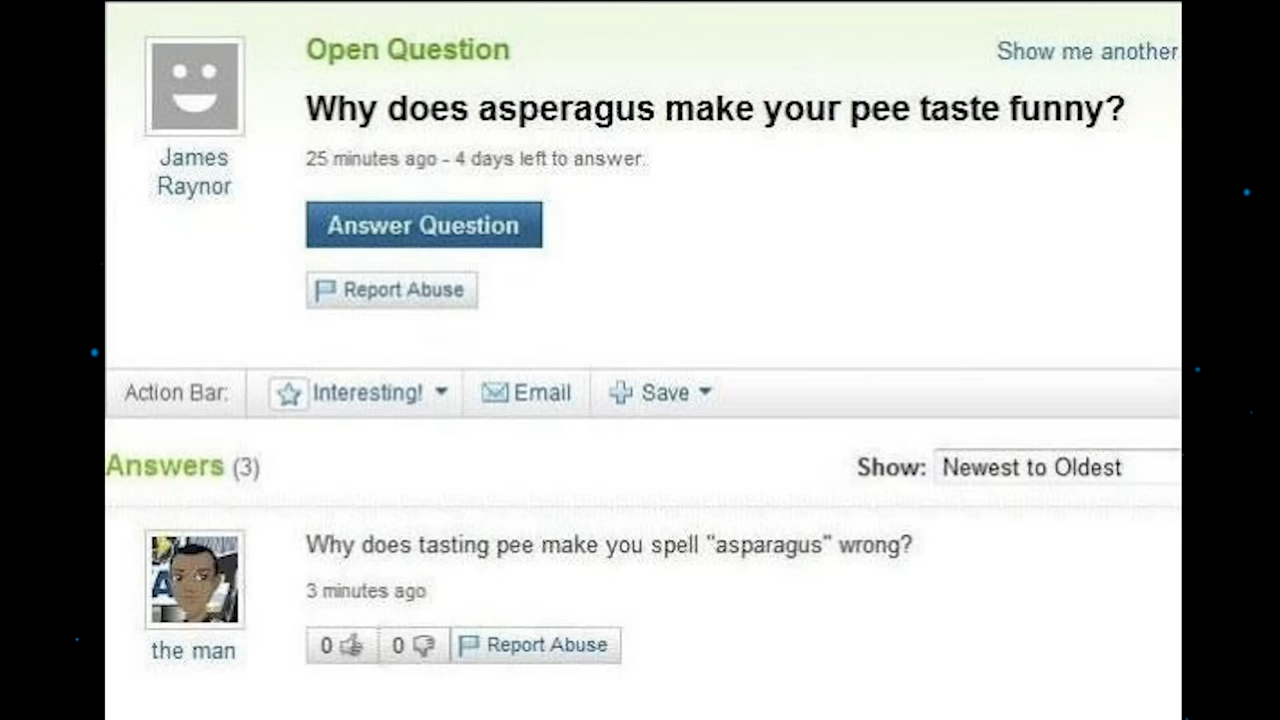 Open Question
Show me another
Why does asperagus make your pee taste funny?
James
Raynor
25 minutes ago - 4 days left to answer.
Answer Question
Report Abuse
Action Bar:
Interesting!
Email
Save
Answers (3)
Show:
Newest to Oldest
Why does tasting pee make you spell "asparagus" wrong?
3 minutes ago
the man
0
0
Report Abuse